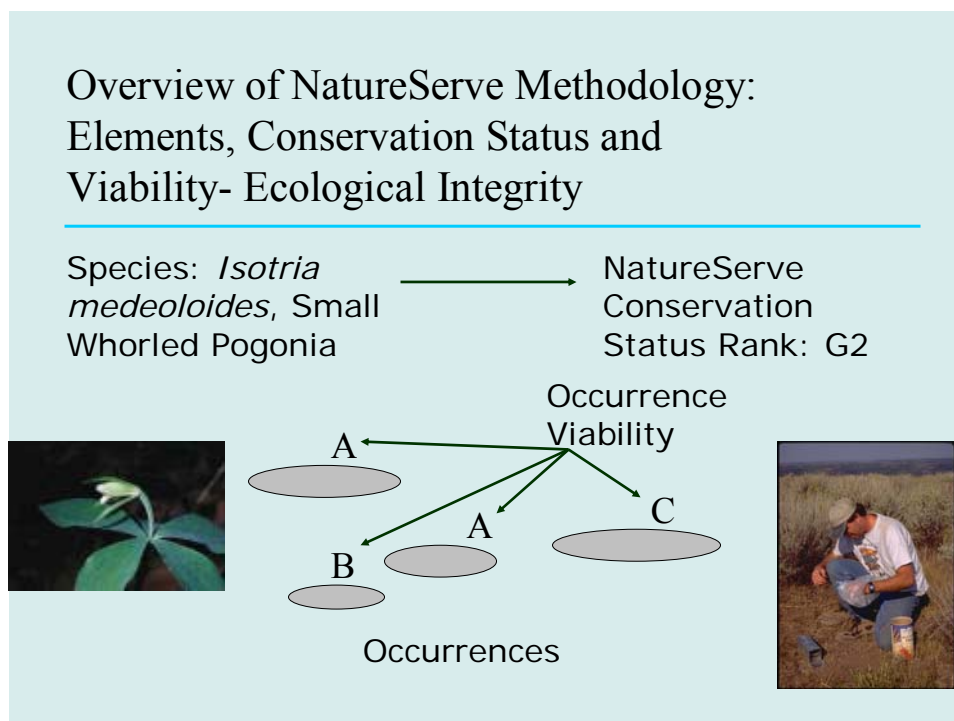 Overview of NatureServe Methodology:
Elements, Conservation Status and
Viability- Ecological Integrity
Species: Isotria
medeoloides, Small
Whorled Pogonia
NatureServe
Conservation
Status Rank: G2
Occurrence
Viability
A
A
C
B
Occurrences